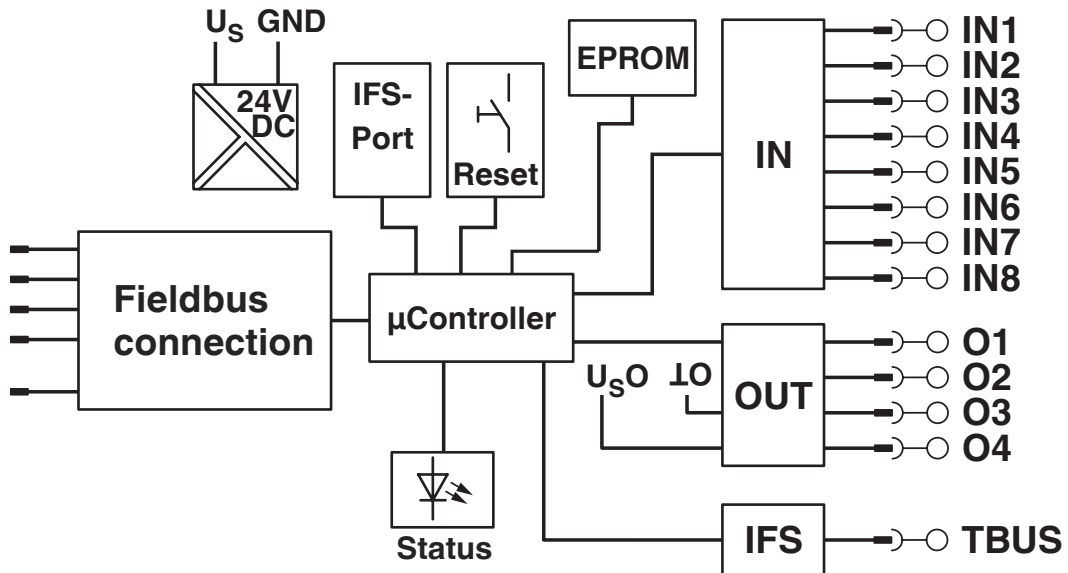 U_S GND
24V
DC
IFS-
Port
Reset
EPROM
IN
IN1
IN2
IN3
IN4
IN5
IN6
IN7
IN8
Fieldbus
connection
µController
U_SO ⊥O
OUT
O1
O2
O3
O4
Status
IFS
TBUS